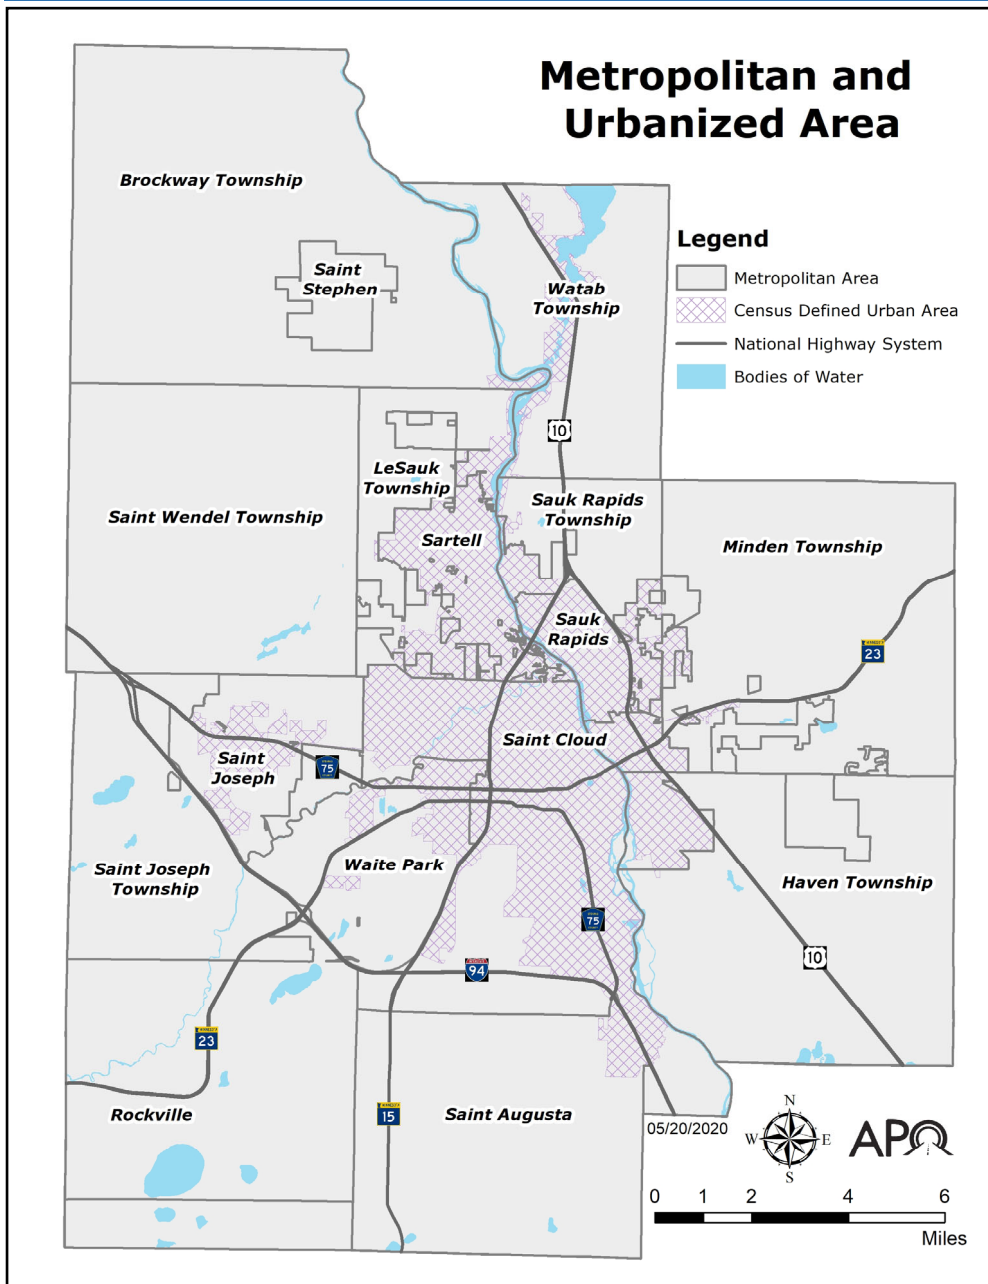 Metropolitan and
Urbanized Area
Brockway Township
Saint
Stephen
Watab
Township
Legend
Metropolitan Area
Census Defined Urban Area
National Highway System
Bodies of Water
10
LeSauk
Township
Sauk Rapids
Township
Saint Wendel Township
Sartell
Minden Township
Sauk
Rapids
23
Saint Cloud
Saint
Joseph
75
Waite Park
Saint Joseph
Township
Haven Township
75
10
94
23
15
Rockville
Saint Augusta
05/20/2020
N
W
E
S
APO
0 1 2 4 6
Miles